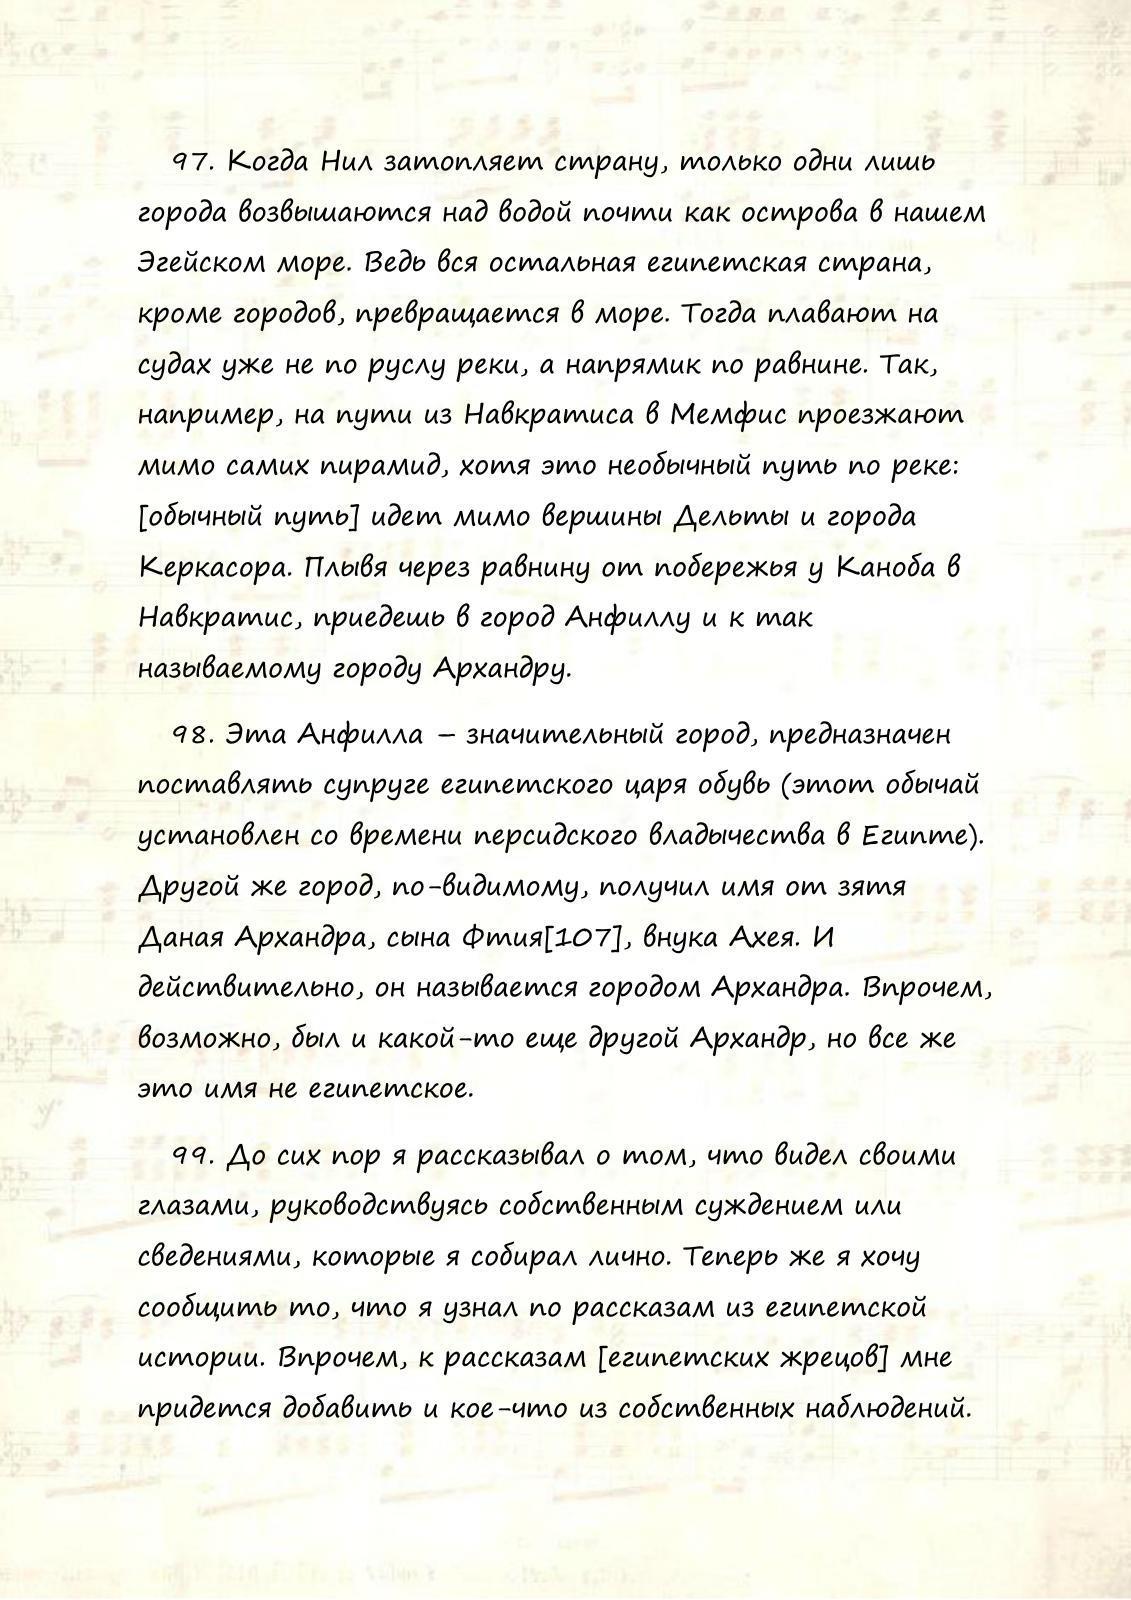 97. Когда Нил затопляет страну, только одни лишь
города возвышаются над водой почти как острова в нашем
Эгейском море. Ведь вся остальная египетская страна,
кроме городов, превращается в море. Тогда плавают на
судах уже не по руслу реки, а напрямик по равнине. Так,
например, на пути из Навкратиса в Мемфис проезжают
мимо самих пирамид, хотя это необычный путь по реке:
[обычный путь] идет мимо вершины Дельты и города
Керкасора. Плывя через равнину от побережья у Каноба в
Навкратис, приедешь в город Анфиллу и к так
называемому городу Архандру.
98. Эта Анфилла – значительный город, предназначен
поставлять супруге египетского царя обувь (этот обычай
установлен со времени персидского владычества в Египте).
Другой же город, по-видимому, получил имя от зятя
Даная Архандра, сына Фтия[107], внука Ахея. И
действительно, он называется городом Архандра. Впрочем,
возможно, был и какой-то еще другой Архандр, но все же
это имя не египетское.
99. До сих пор я рассказывал о том, что видел своими
глазами, руководствуясь собственным суждением или
сведениями, которые я собирал лично. Теперь же я хочу
сообщить то, что я узнал по рассказам из египетской
истории. Впрочем, к рассказам [египетских жрецов] мне
придется добавить и кое-что из собственных наблюдений.